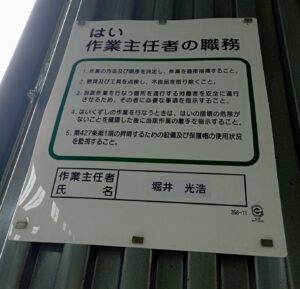 はい
作業主任者の職務
1. 作業の方法及び順序を決定し、作業を直接指揮すること。
2. 器具及び工具を点検し、不良品を取り除くこと。
3. 当該作業を行なう箇所を通行する労働者を安全に通行
させるため、その者に必要な事項を指示すること。
4. はいくずしの作業を行なうときは、はいの崩壊の危険が
ないことを確認した後に当該作業の着手を指示すること。
5. 第427条第1項の昇降するための設備及び保護帽の使用状況
を監視すること。
作業主任者
氏名
堀井 光浩
356-11